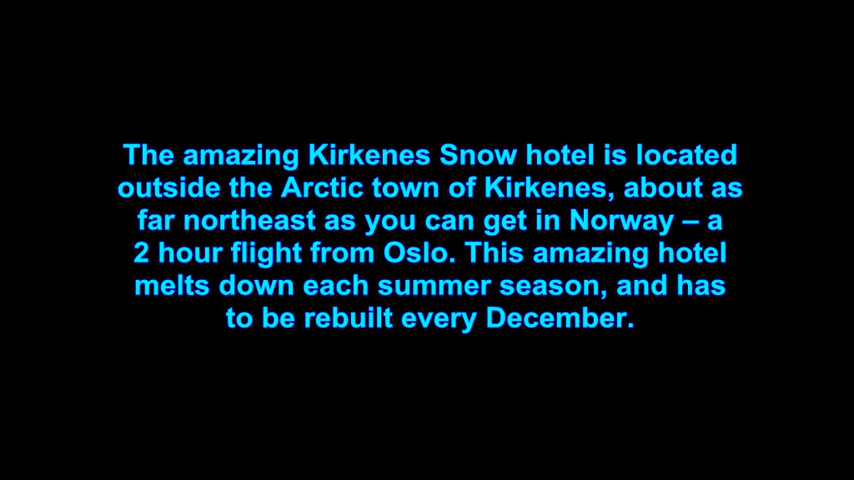 The amazing Kirkenes Snow hotel is located
outside the Arctic town of Kirkenes, about as
far northeast as you can get in Norway – a
2 hour flight from Oslo. This amazing hotel
melts down each summer season, and has
to be rebuilt every December.